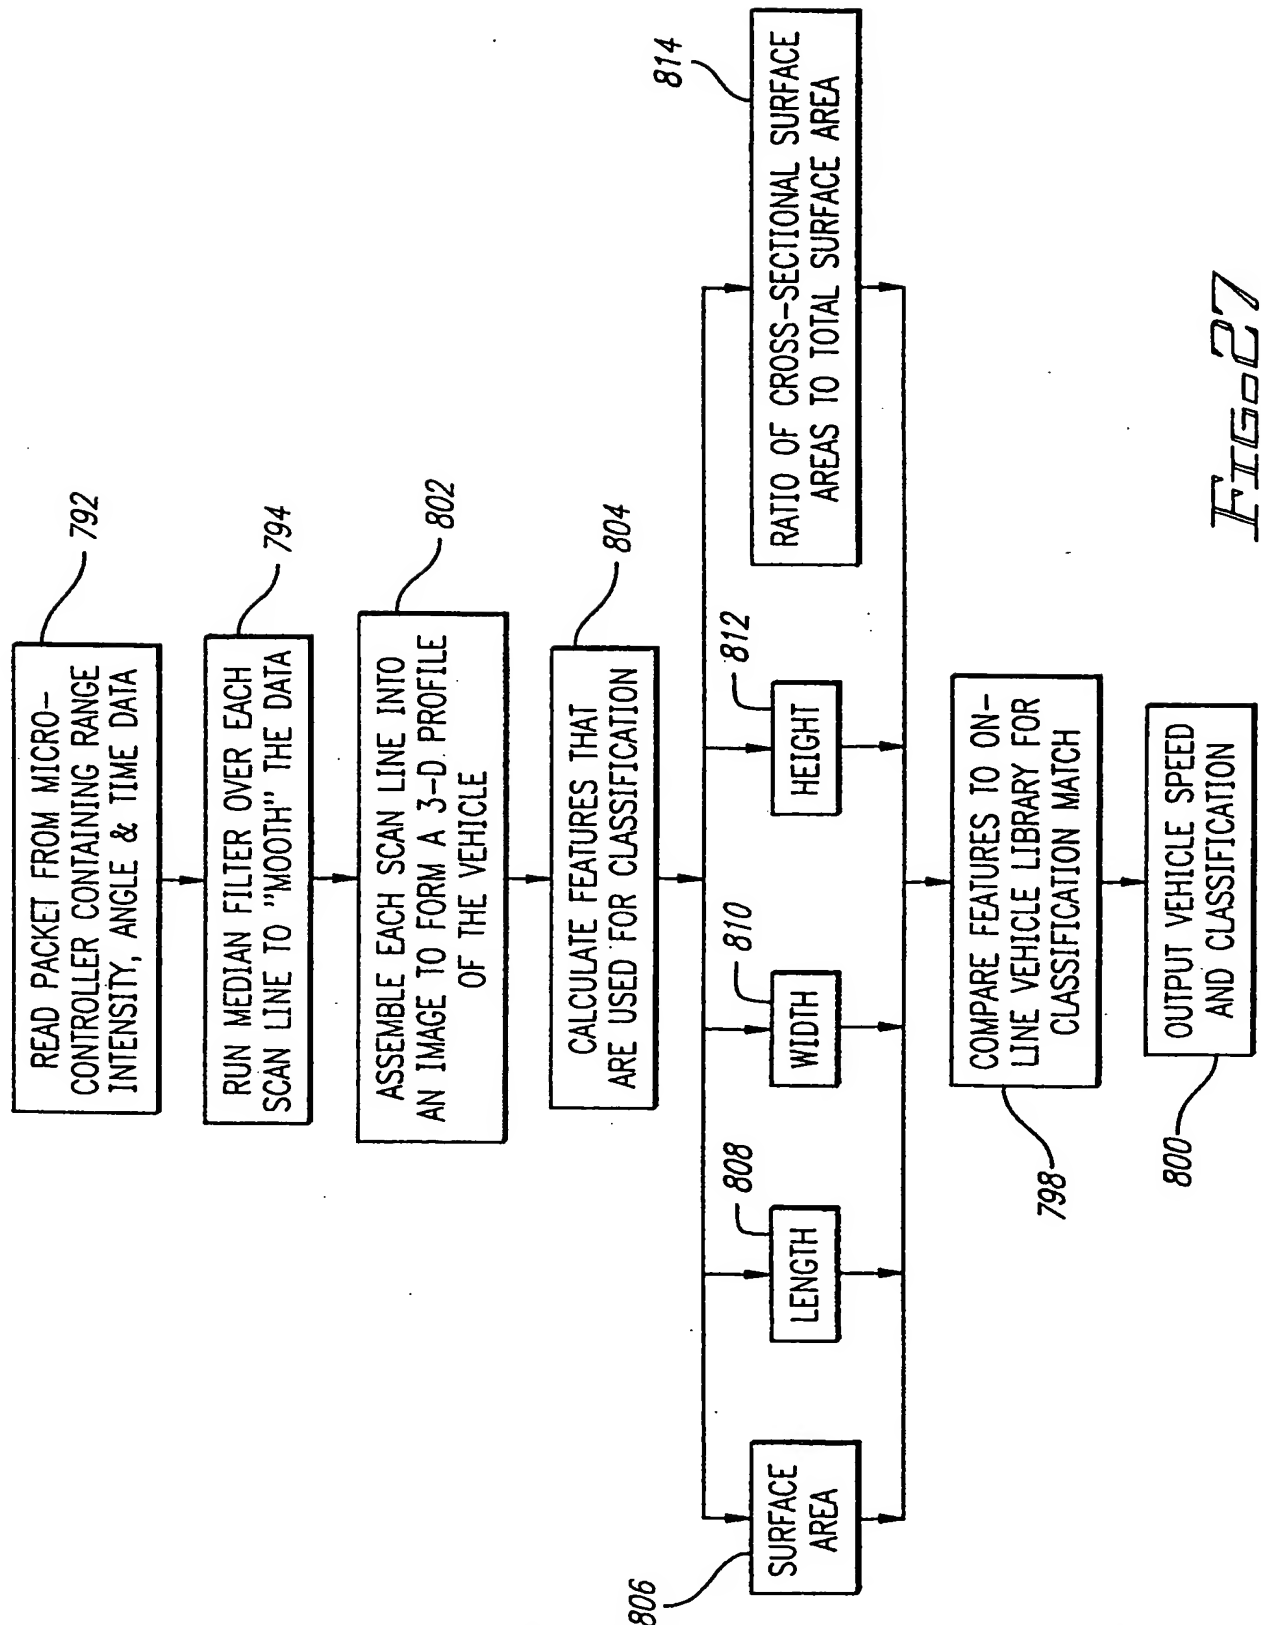 792
READ PACKET FROM MICRO-
CONTROLLER CONTAINING RANGE
INTENSITY, ANGLE & TIME DATA
794
RUN MEDIAN FILTER OVER EACH
SCAN LINE TO "MOOTH" THE DATA
802
ASSEMBLE EACH SCAN LINE INTO
AN IMAGE TO FORM A 3-D PROFILE
OF THE VEHICLE
804
CALCULATE FEATURES THAT
ARE USED FOR CLASSIFICATION
806
SURFACE
AREA
808
LENGTH
810
WIDTH
812
HEIGHT
814
RATIO OF CROSS-SECTIONAL SURFACE
AREAS TO TOTAL SURFACE AREA
798
COMPARE FEATURES TO ON-
LINE VEHICLE LIBRARY FOR
CLASSIFICATION MATCH
800
OUTPUT VEHICLE SPEED
AND CLASSIFICATION
FIG-27